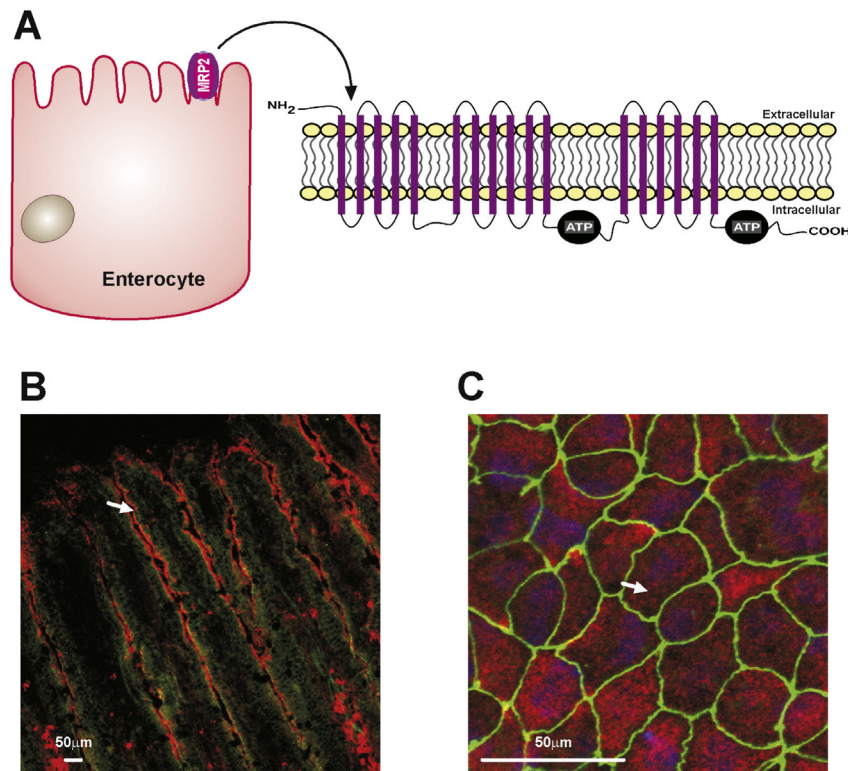 A
MRP2
NH₂
Extracellular
Intracellular
ATP
ATP
COOH
Enterocyte
B
C
50μm
50μm